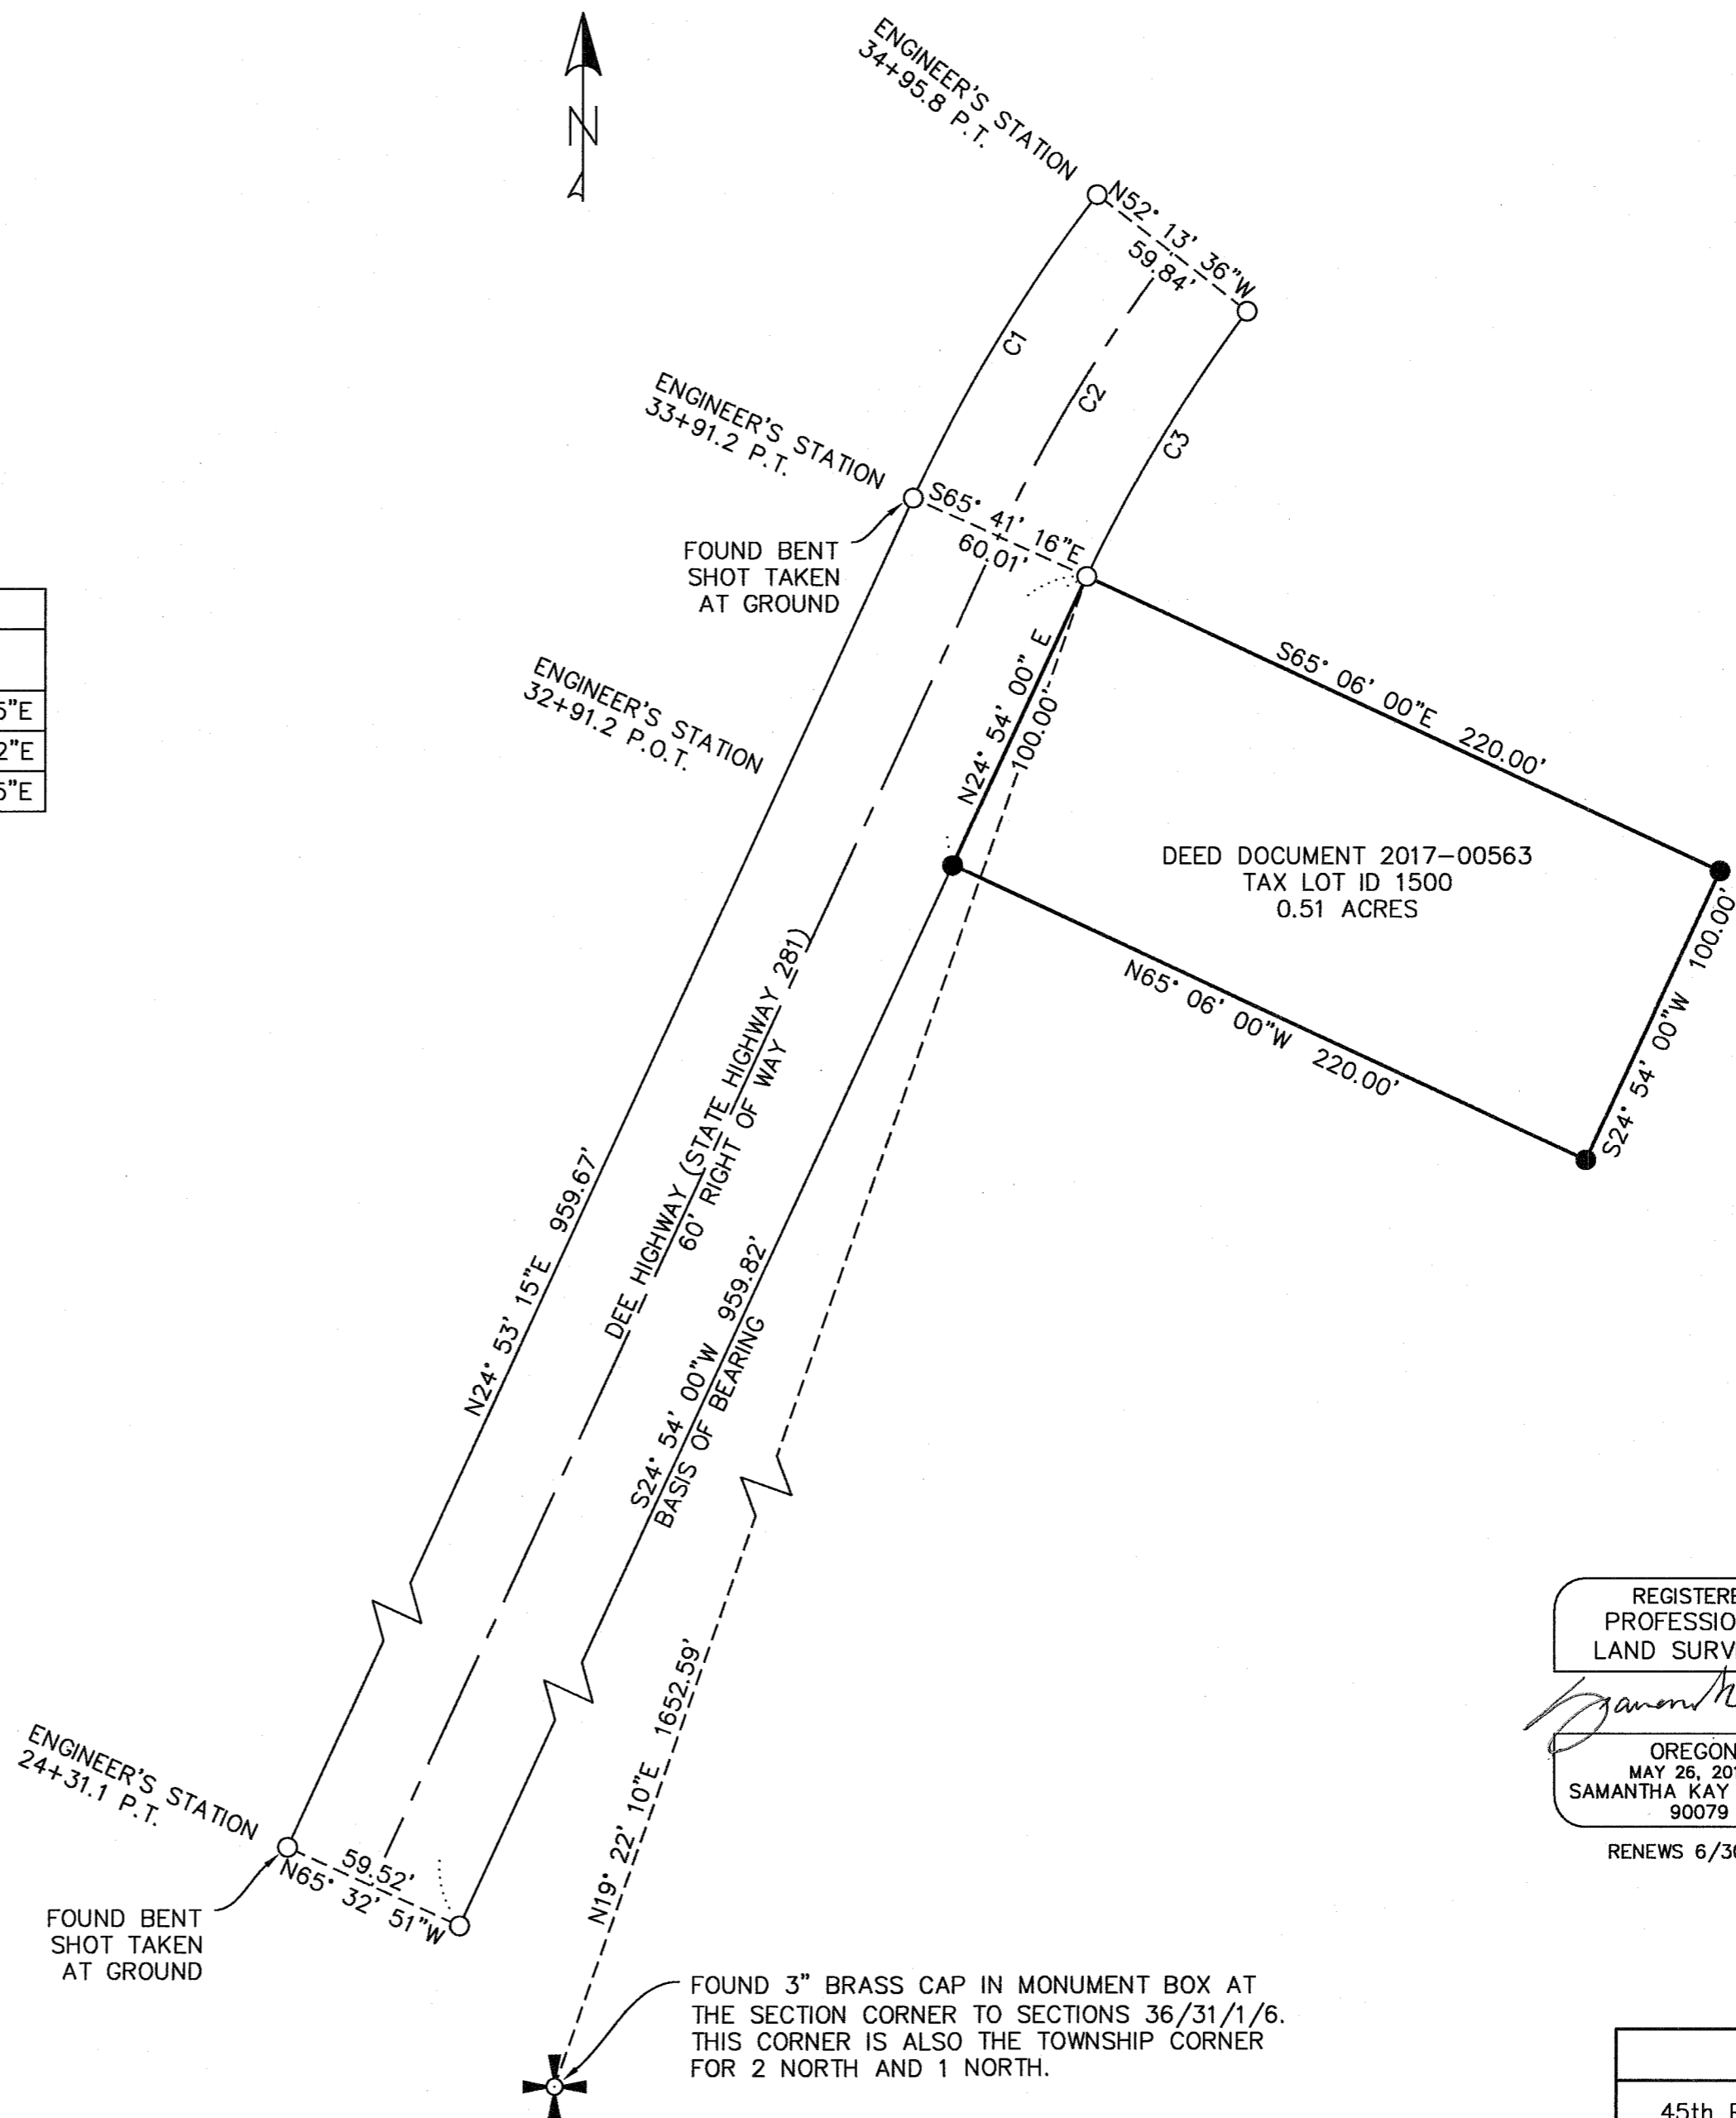 ENGINEER'S STATION
34+95.8 P.T.
N
N52° 13' 36"W
59.84'
C1
C2
C3
ENGINEER'S STATION
33+91.2 P.T.
S65° 41' 16"E
60.01'
FOUND BENT
SHOT TAKEN
AT GROUND
5"E
2"E
5"E
ENGINEER'S STATION
32+91.2 P.O.T.
N24° 54' 00" E
100.00'
S65° 06' 00"E 220.00'
DEED DOCUMENT 2017-00563
TAX LOT ID 1500
0.51 ACRES
S24° 54' 00"W 100.00'
N65° 06' 00"W 220.00'
DEE HIGHWAY (STATE HIGHWAY 281)
60' RIGHT OF WAY
N24° 53' 15"E 959.67'
S24° 54' 00"W 959.82'
BASIS OF BEARING
N19° 22' 10"E 1652.59'
ENGINEER'S STATION
24+31.1 P.T.
59.52'
N65° 32' 51"W
FOUND BENT
SHOT TAKEN
AT GROUND
FOUND 3" BRASS CAP IN MONUMENT BOX AT
THE SECTION CORNER TO SECTIONS 36/31/1/6.
THIS CORNER IS ALSO THE TOWNSHIP CORNER
FOR 2 NORTH AND 1 NORTH.
REGISTERE
PROFESSIO
LAND SURV
OREGON
MAY 26, 201
SAMANTHA KAY
90079
RENEWS 6/30
45th